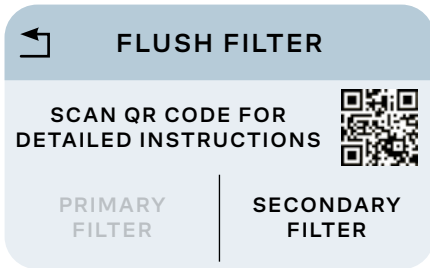 FLUSH FILTER
SCAN QR CODE FOR
DETAILED INSTRUCTIONS
PRIMARY
FILTER
SECONDARY
FILTER